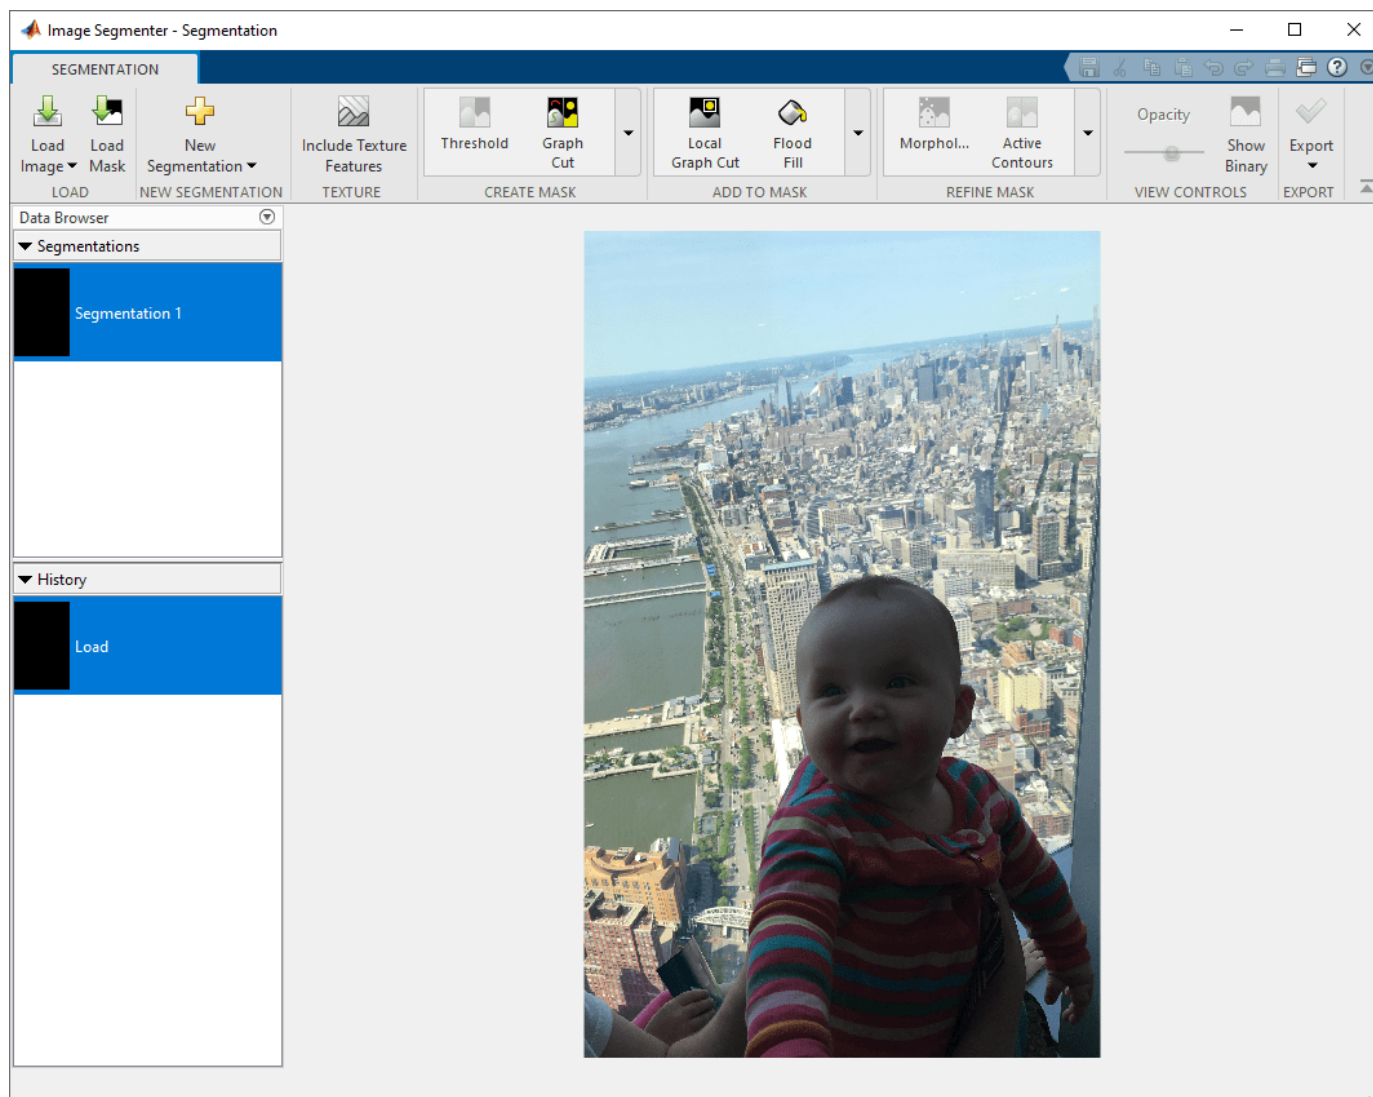 Image Segmenter - Segmentation
SEGMENTATION
Load
Image
Load
Mask
New
Segmentation
Include Texture
Features
Threshold
Graph
Cut
Local
Graph Cut
Flood
Fill
Morphol...
Active
Contours
Opacity
Show
Binary
Export
LOAD
NEW SEGMENTATION
TEXTURE
CREATE MASK
ADD TO MASK
REFINE MASK
VIEW CONTROLS
EXPORT
Data Browser
Segmentations
Segmentation 1
History
Load